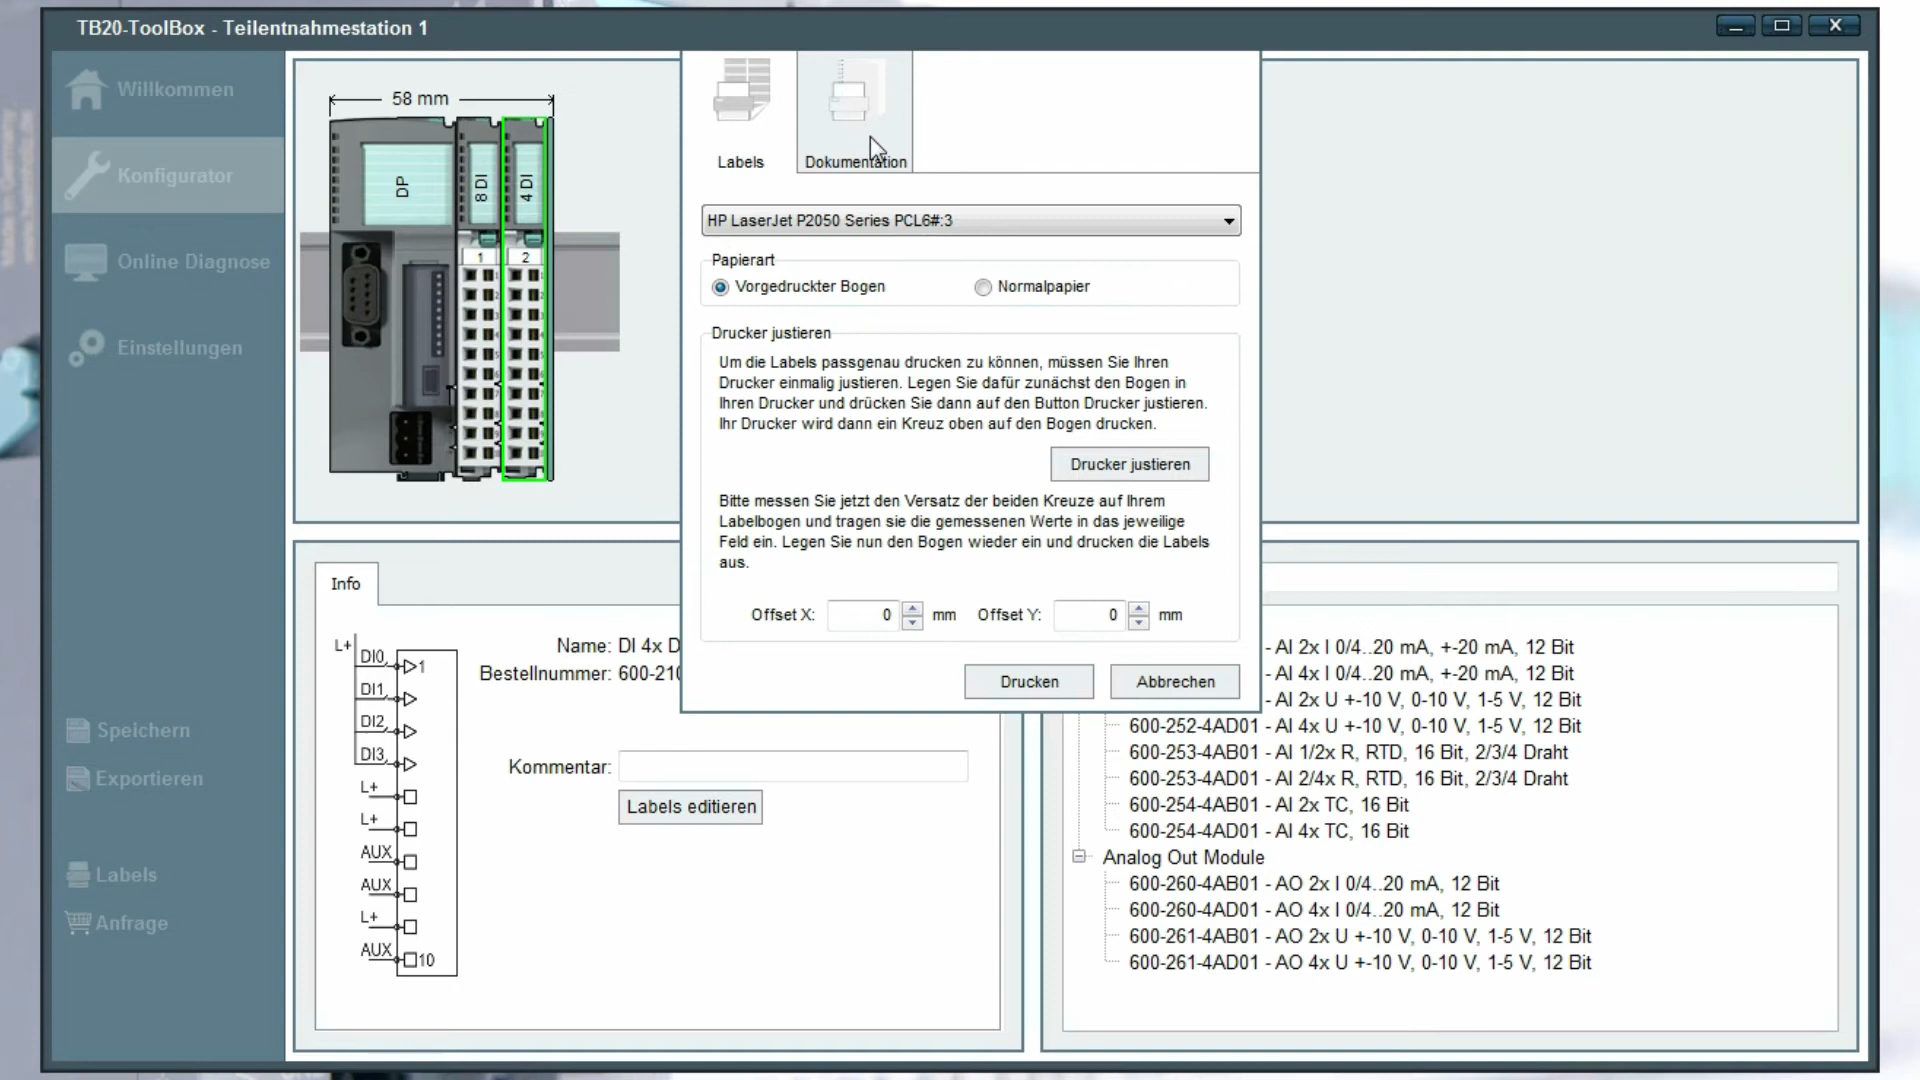 TB20-ToolBox - Teilentnahmestation 1
Willkommen
Konfigurator
Online Diagnose
Einstellungen
Speichern
Exportieren
Labels
Anfrage
58 mm
DP
8 DI
4 DI
1
2
Labels
Dokumentation
HP LaserJet P2050 Series PCL6#:3
Papierart
Vorgedruckter Bogen
Normalpapier
Drucker justieren
Um die Labels passgenau drucken zu können, müssen Sie Ihren
Drucker einmalig justieren. Legen Sie dafür zunächst den Bogen in
Ihren Drucker und drücken Sie dann auf den Button Drucker justieren.
Ihr Drucker wird dann ein Kreuz oben auf den Bogen drucken.
Drucker justieren
Bitte messen Sie jetzt den Versatz der beiden Kreuze auf Ihrem
Labelbogen und tragen sie die gemessenen Werte in das jeweilige
Feld ein. Legen Sie nun den Bogen wieder ein und drucken die Labels
aus.
Offset X: 0 mm Offset Y: 0 mm
Drucken
Abbrechen
Info
L+
DI0
1
DI1
DI2
DI3
L+
L+
AUX
AUX
L+
AUX
10
Name: DI 4x D
Bestellnummer: 600-210
Kommentar:
Labels editieren
- AI 2x I 0/4..20 mA, +-20 mA, 12 Bit
- AI 4x I 0/4..20 mA, +-20 mA, 12 Bit
- AI 2x U +-10 V, 0-10 V, 1-5 V, 12 Bit
600-252-4AD01 - AI 4x U +-10 V, 0-10 V, 1-5 V, 12 Bit
600-253-4AB01 - AI 1/2x R, RTD, 16 Bit, 2/3/4 Draht
600-253-4AD01 - AI 2/4x R, RTD, 16 Bit, 2/3/4 Draht
600-254-4AB01 - AI 2x TC, 16 Bit
600-254-4AD01 - AI 4x TC, 16 Bit
Analog Out Module
600-260-4AB01 - AO 2x I 0/4..20 mA, 12 Bit
600-260-4AD01 - AO 4x I 0/4..20 mA, 12 Bit
600-261-4AB01 - AO 2x U +-10 V, 0-10 V, 1-5 V, 12 Bit
600-261-4AD01 - AO 4x U +-10 V, 0-10 V, 1-5 V, 12 Bit